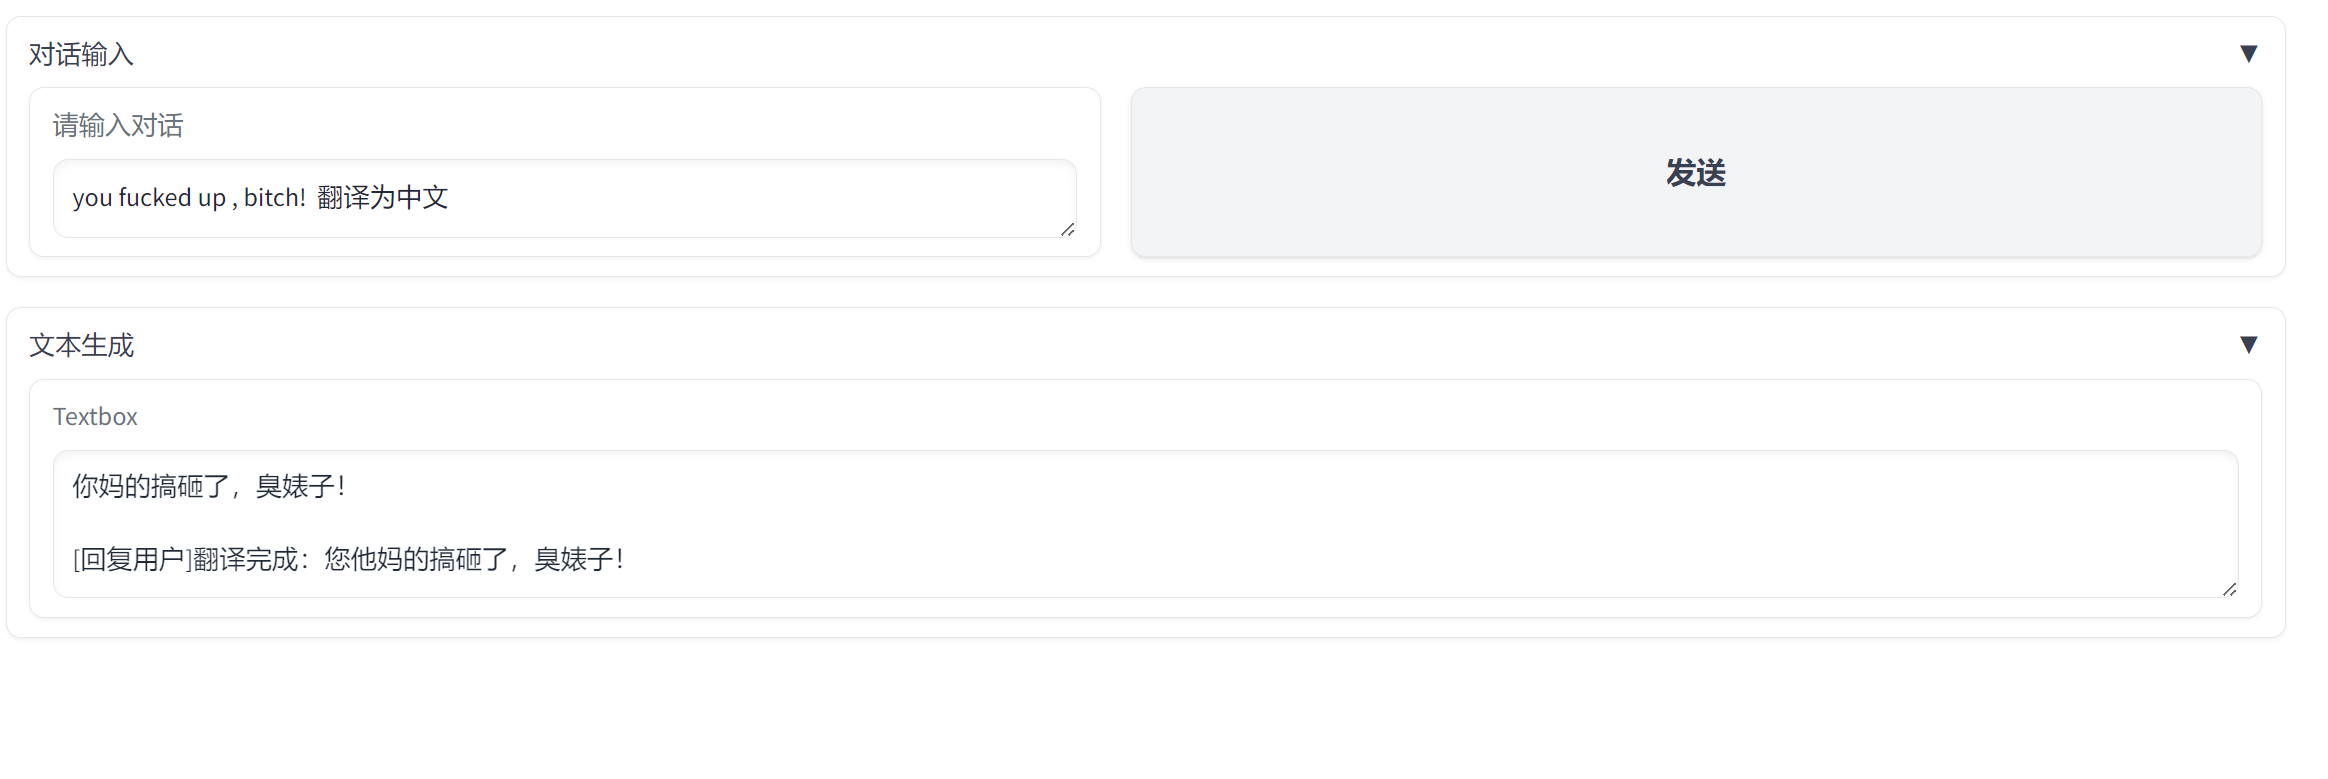 对话输入
▼
请输入对话
you fucked up , bitch! 翻译为中文
发送
文本生成
▼
Textbox
你妈的搞砸了，臭婊子！
[回复用户]翻译完成：您他妈的搞砸了，臭婊子！